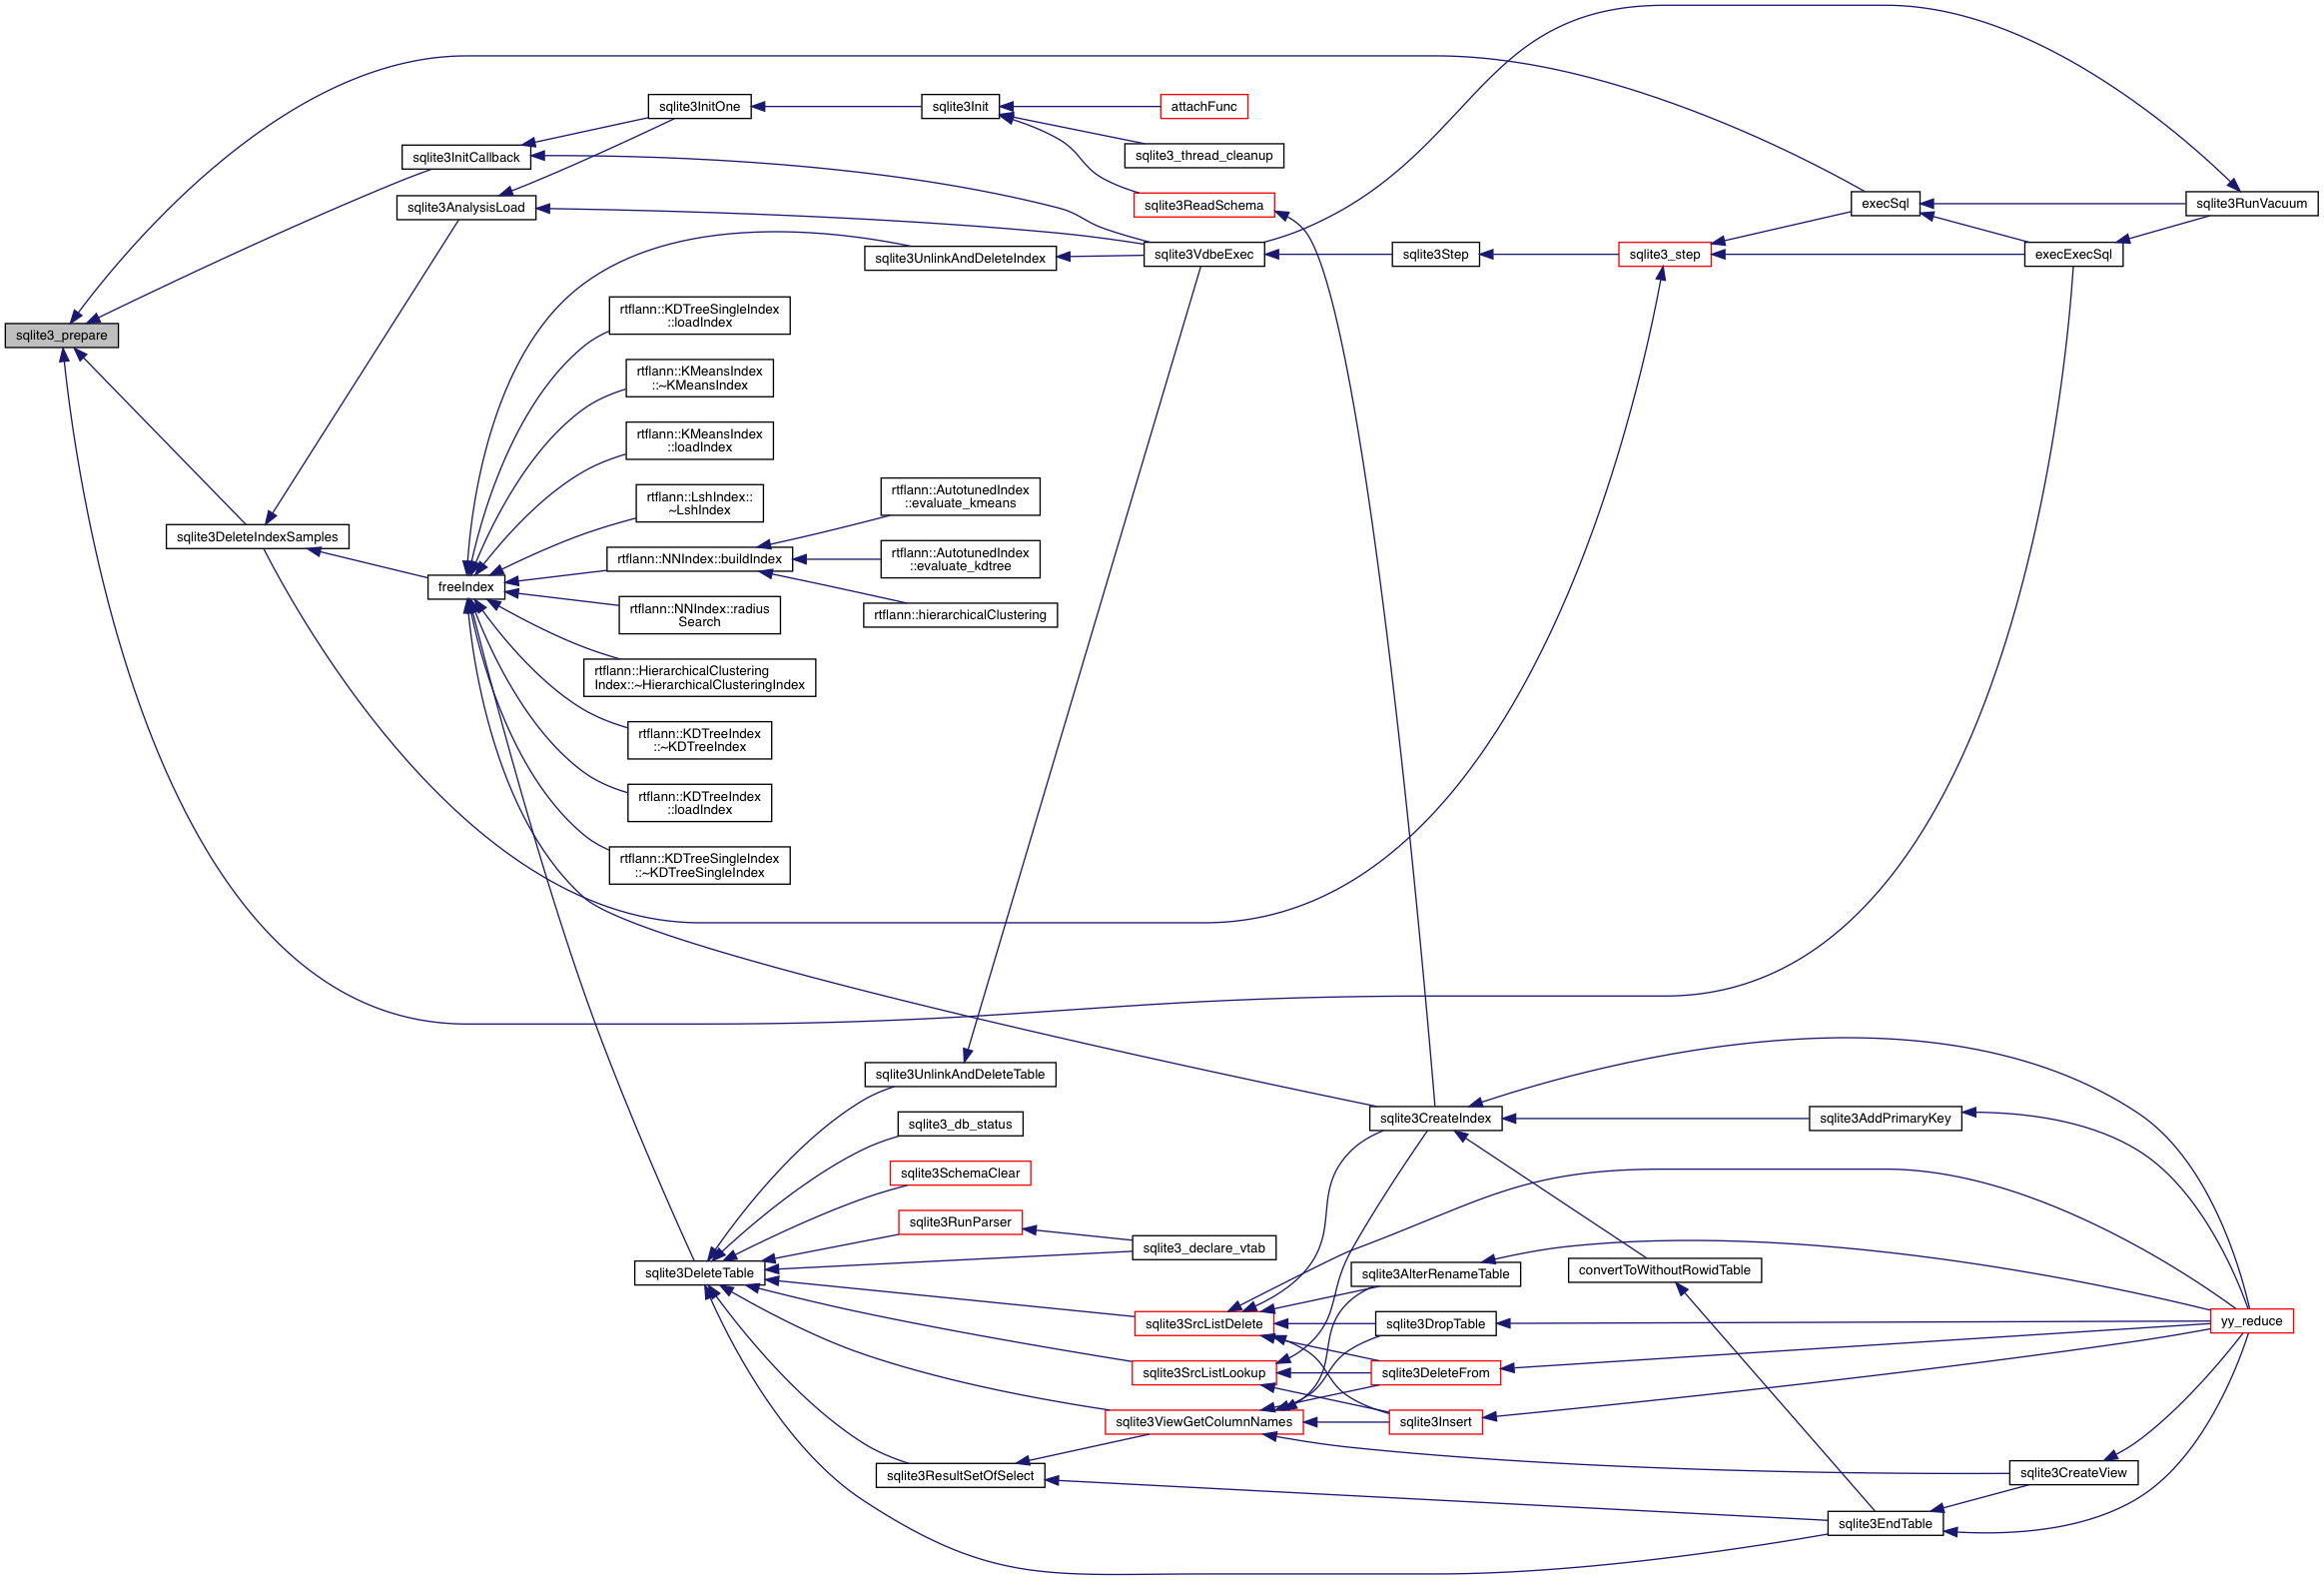 sqlite3InitOne
sqlite3Init
attachFunc
sqlite3InitCallback
sqlite3_thread_cleanup
sqlite3AnalysisLoad
sqlite3ReadSchema
execSql
sqlite3RunVacuum
sqlite3UnlinkAndDeleteIndex
sqlite3VdbeExec
sqlite3Step
sqlite3_step
execExecSql
rtflann::KDTreeSingleIndex
::loadIndex
sqlite3_prepare
rtflann::KMeansIndex
::~KMeansIndex
rtflann::KMeansIndex
::loadIndex
rtflann::LshIndex::
~LshIndex
rtflann::AutotunedIndex
::evaluate_kmeans
sqlite3DeleteIndexSamples
rtflann::NNIndex::buildIndex
rtflann::AutotunedIndex
::evaluate_kdtree
freeIndex
rtflann::NNIndex::radius
Search
rtflann::hierarchicalClustering
rtflann::HierarchicalClustering
Index::~HierarchicalClusteringIndex
rtflann::KDTreeIndex
::~KDTreeIndex
rtflann::KDTreeIndex
::loadIndex
rtflann::KDTreeSingleIndex
::~KDTreeSingleIndex
sqlite3UnlinkAndDeleteTable
sqlite3_db_status
sqlite3CreateIndex
sqlite3AddPrimaryKey
sqlite3SchemaClear
sqlite3RunParser
sqlite3_declare_vtab
sqlite3DeleteTable
sqlite3AlterRenameTable
convertToWithoutRowidTable
sqlite3SrcListDelete
sqlite3DropTable
yy_reduce
sqlite3SrcListLookup
sqlite3DeleteFrom
sqlite3ViewGetColumnNames
sqlite3Insert
sqlite3ResultSetOfSelect
sqlite3CreateView
sqlite3EndTable